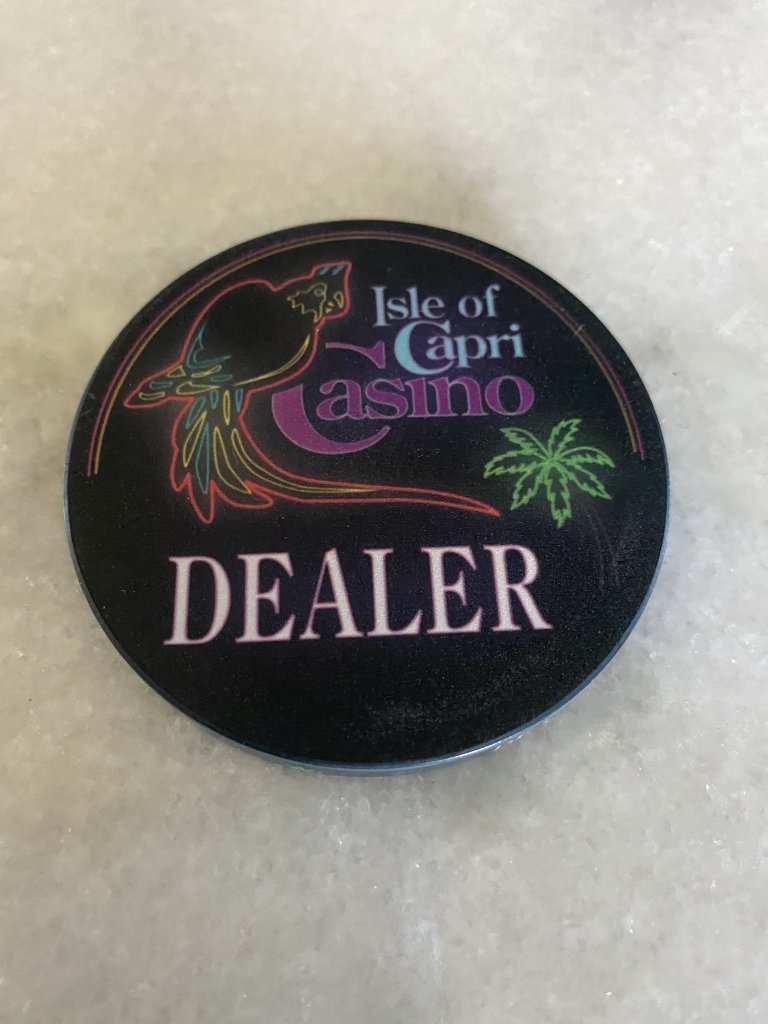 Isle of
Capri
Casino
DEALER